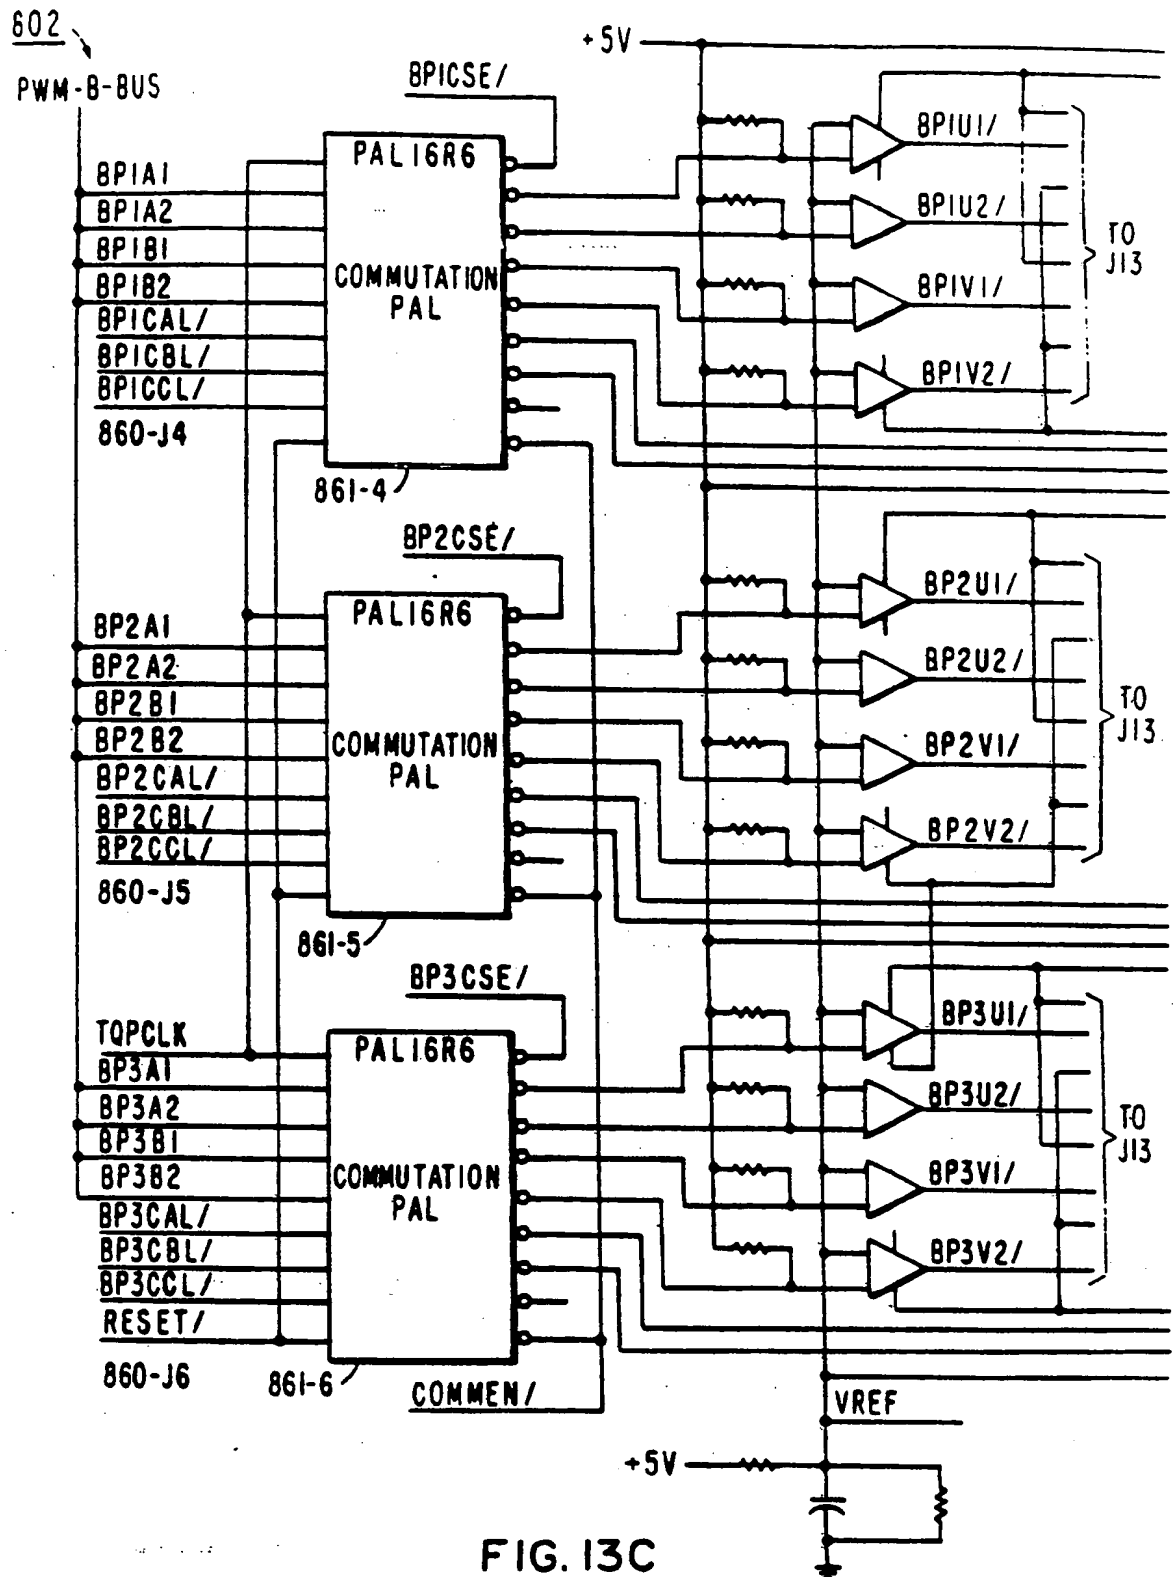 602
PWM-B-BUS
+5V
BP1CSE/
PAL16R6
COMMUTATION
PAL
BP1A1
BP1A2
BP1B1
BP1B2
BP1CAL/
BP1CBL/
BP1CCL/
860-J4
861-4
BP1U1/
BP1U2/
BP1V1/
BP1V2/
TO
J13
BP2CSE/
PAL16R6
COMMUTATION
PAL
BP2A1
BP2A2
BP2B1
BP2B2
BP2CAL/
BP2CBL/
BP2CCL/
860-J5
861-5
BP2U1/
BP2U2/
BP2V1/
BP2V2/
TO
J13
BP3CSE/
PAL16R6
COMMUTATION
PAL
TQPCLK
BP3A1
BP3A2
BP3B1
BP3B2
BP3CAL/
BP3CBL/
BP3CCL/
RESET/
860-J6
861-6
COMMEN/
BP3U1/
BP3U2/
BP3V1/
BP3V2/
TO
J13
VREF
+5V
FIG. 13C